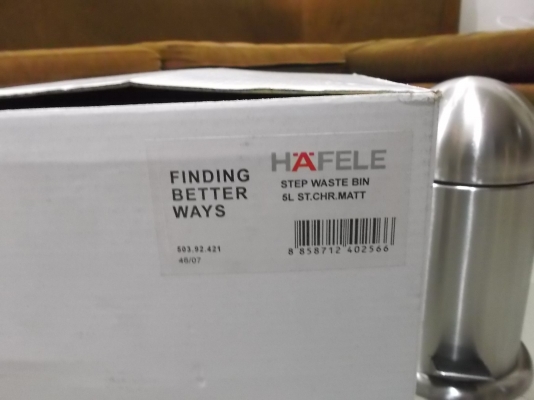 FINDING
BETTER
WAYS
503.92.421
46/07
HÄFELE
STEP WASTE BIN
5L ST.CHR.MATT
8 858712 402566